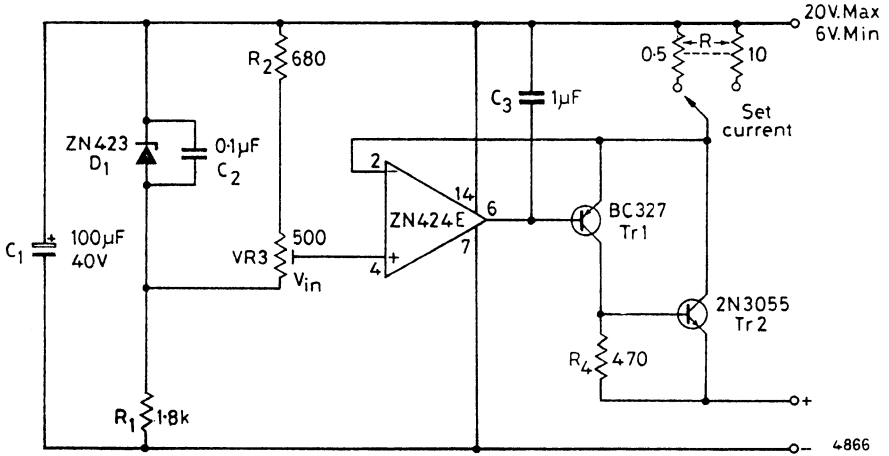 20V.Max
6V.Min
R₂ 680
0·5 R 10
C₃ 1µF
Set
current
ZN423
D₁
0·1µF
C₂
2 −
14
ZN424E
6
7
BC327
Tr1
C₁
+
100µF
40V
VR3
500
Vin
4 +
2N3055
Tr2
R₄ 470
R₁ 1·8k
+
− 4866